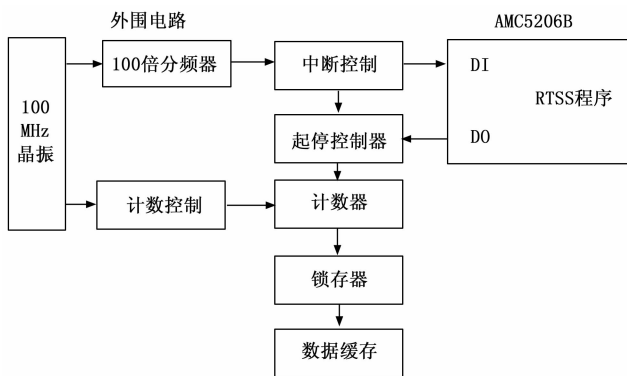 外围电路
AMC5206B
100
MHz
晶振
100倍分频器
中断控制
DI
RTSS程序
起停控制器
DO
计数控制
计数器
锁存器
数据缓存